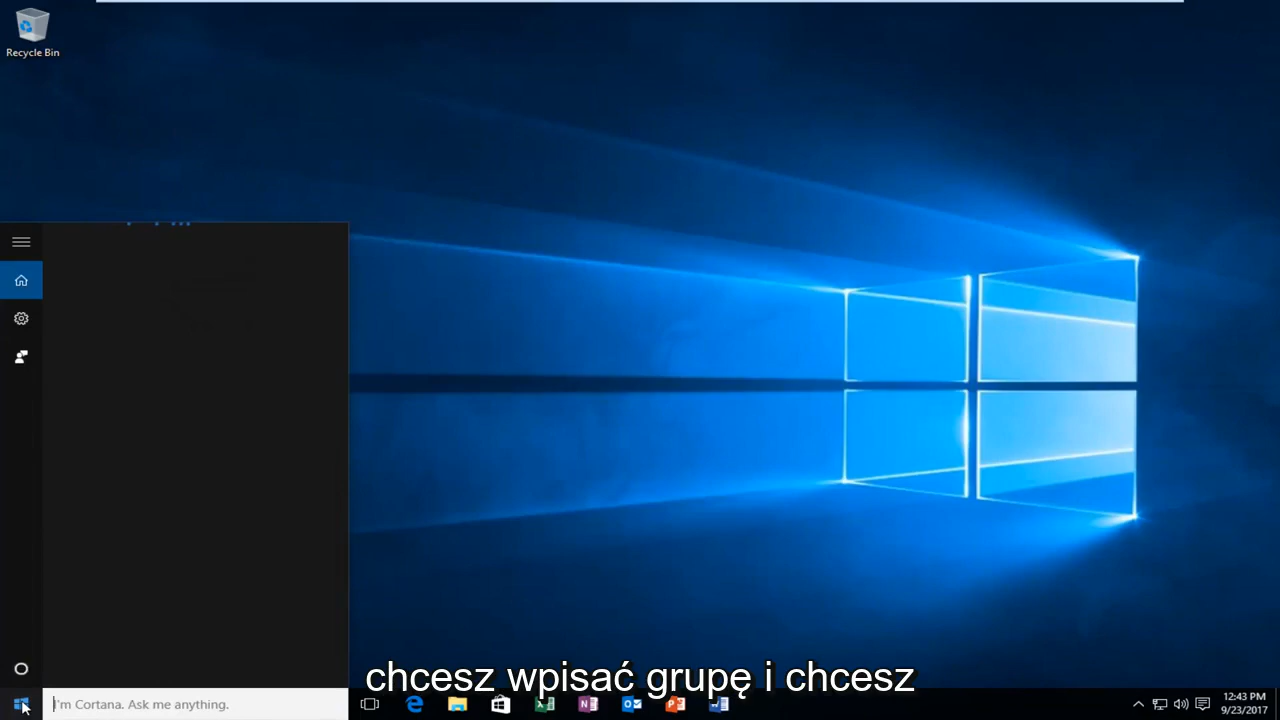 Recycle Bin
chcesz wpisać grupę i chcesz
I'm Cortana. Ask me anything.
12:43 PM
9/23/2017